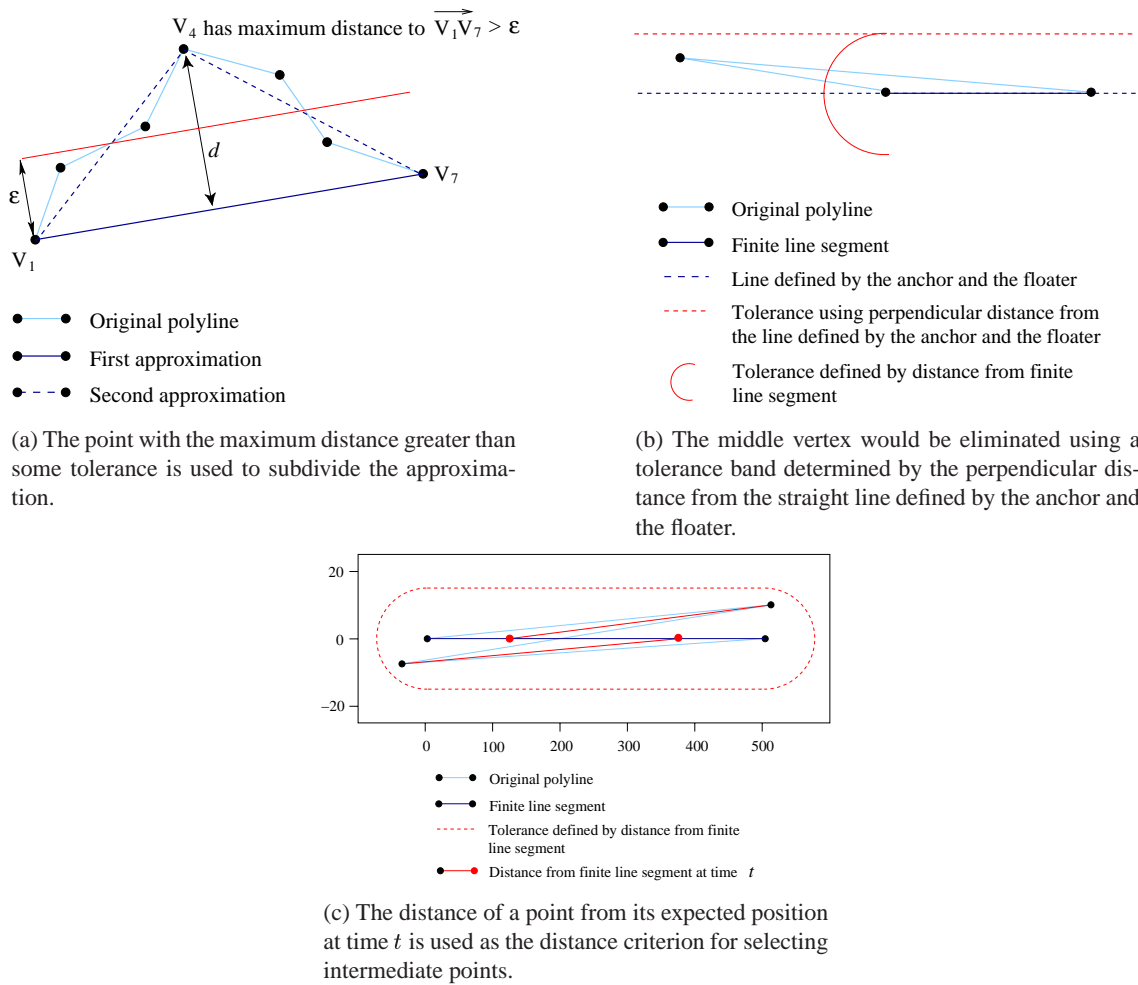 V4 has maximum distance to V1V7 > ε
d
V7
ε
V1
Original polyline
First approximation
Second approximation
(a) The point with the maximum distance greater than
some tolerance is used to subdivide the approxima-
tion.
Original polyline
Finite line segment
Line defined by the anchor and the floater
Tolerance using perpendicular distance from
the line defined by the anchor and the floater
Tolerance defined by distance from finite
line segment
(b) The middle vertex would be eliminated using a
tolerance band determined by the perpendicular dis-
tance from the straight line defined by the anchor and
the floater.
20
0
−20
0 100 200 300 400 500
Original polyline
Finite line segment
Tolerance defined by distance from finite
line segment
Distance from finite line segment at time t
(c) The distance of a point from its expected position
at time t is used as the distance criterion for selecting
intermediate points.